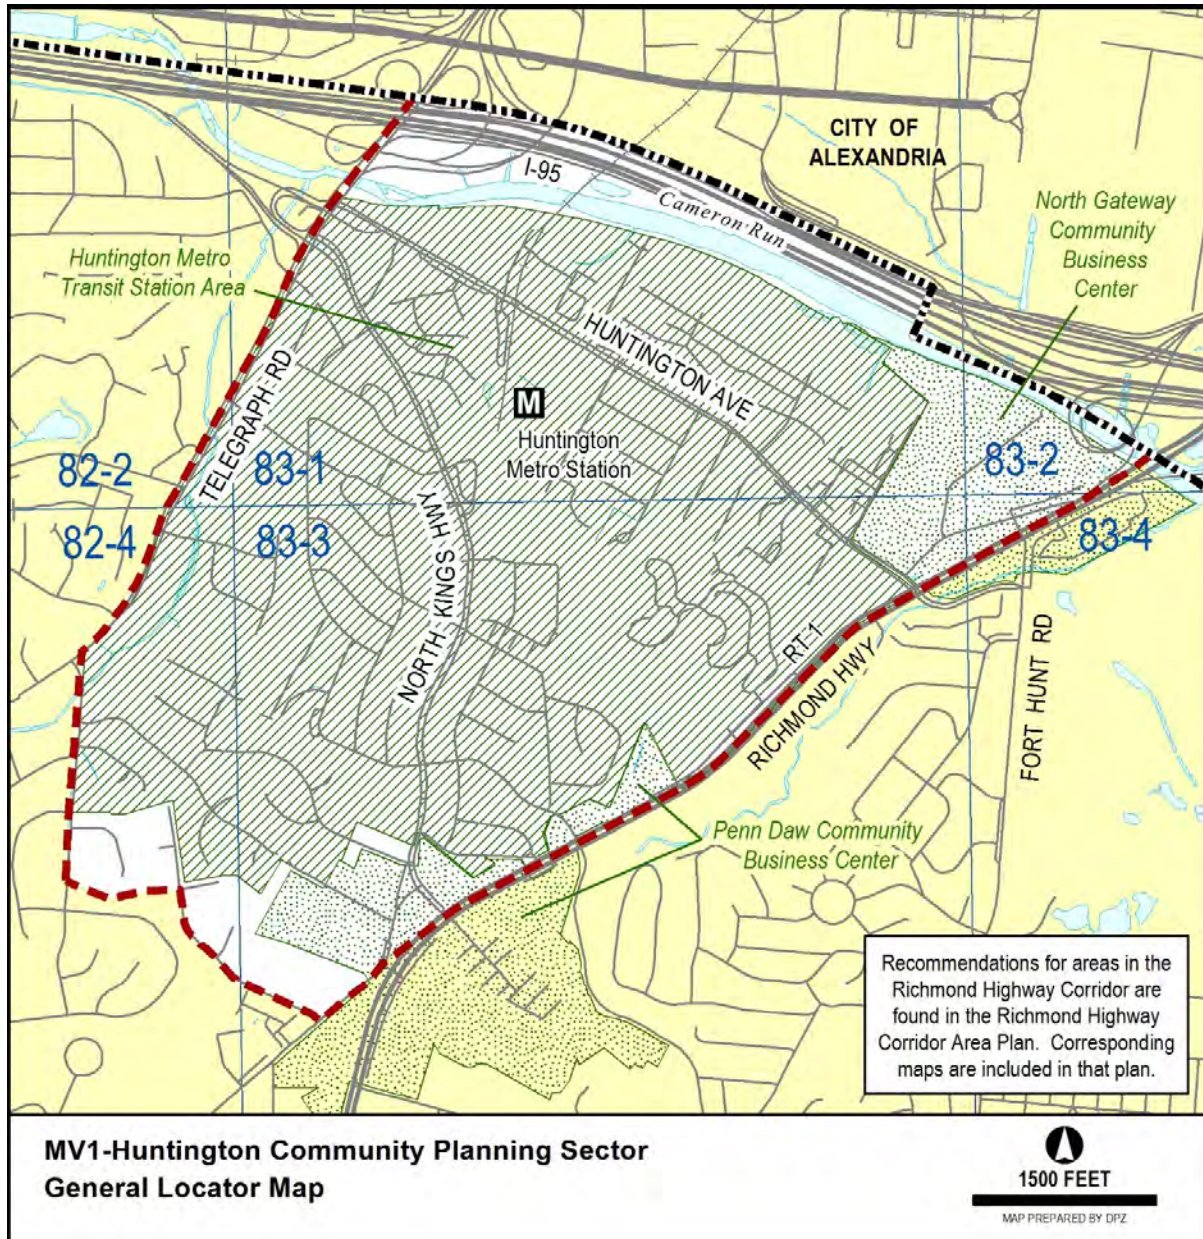 CITY OF
ALEXANDRIA
I-95
Cameron Run
North Gateway
Community
Business
Center
Huntington Metro
Transit Station Area
HUNTINGTON AVE
TELEGRAPH RD
M
Huntington
Metro Station
82-2
83-1
83-2
82-4
83-3
83-4
NORTH KINGS HWY
RT 1
RICHMOND HWY
FORT HUNT RD
Penn Daw Community
Business Center
Recommendations for areas in the
Richmond Highway Corridor are
found in the Richmond Highway
Corridor Area Plan. Corresponding
maps are included in that plan.
MV1-Huntington Community Planning Sector
General Locator Map
1500 FEET
MAP PREPARED BY DPZ